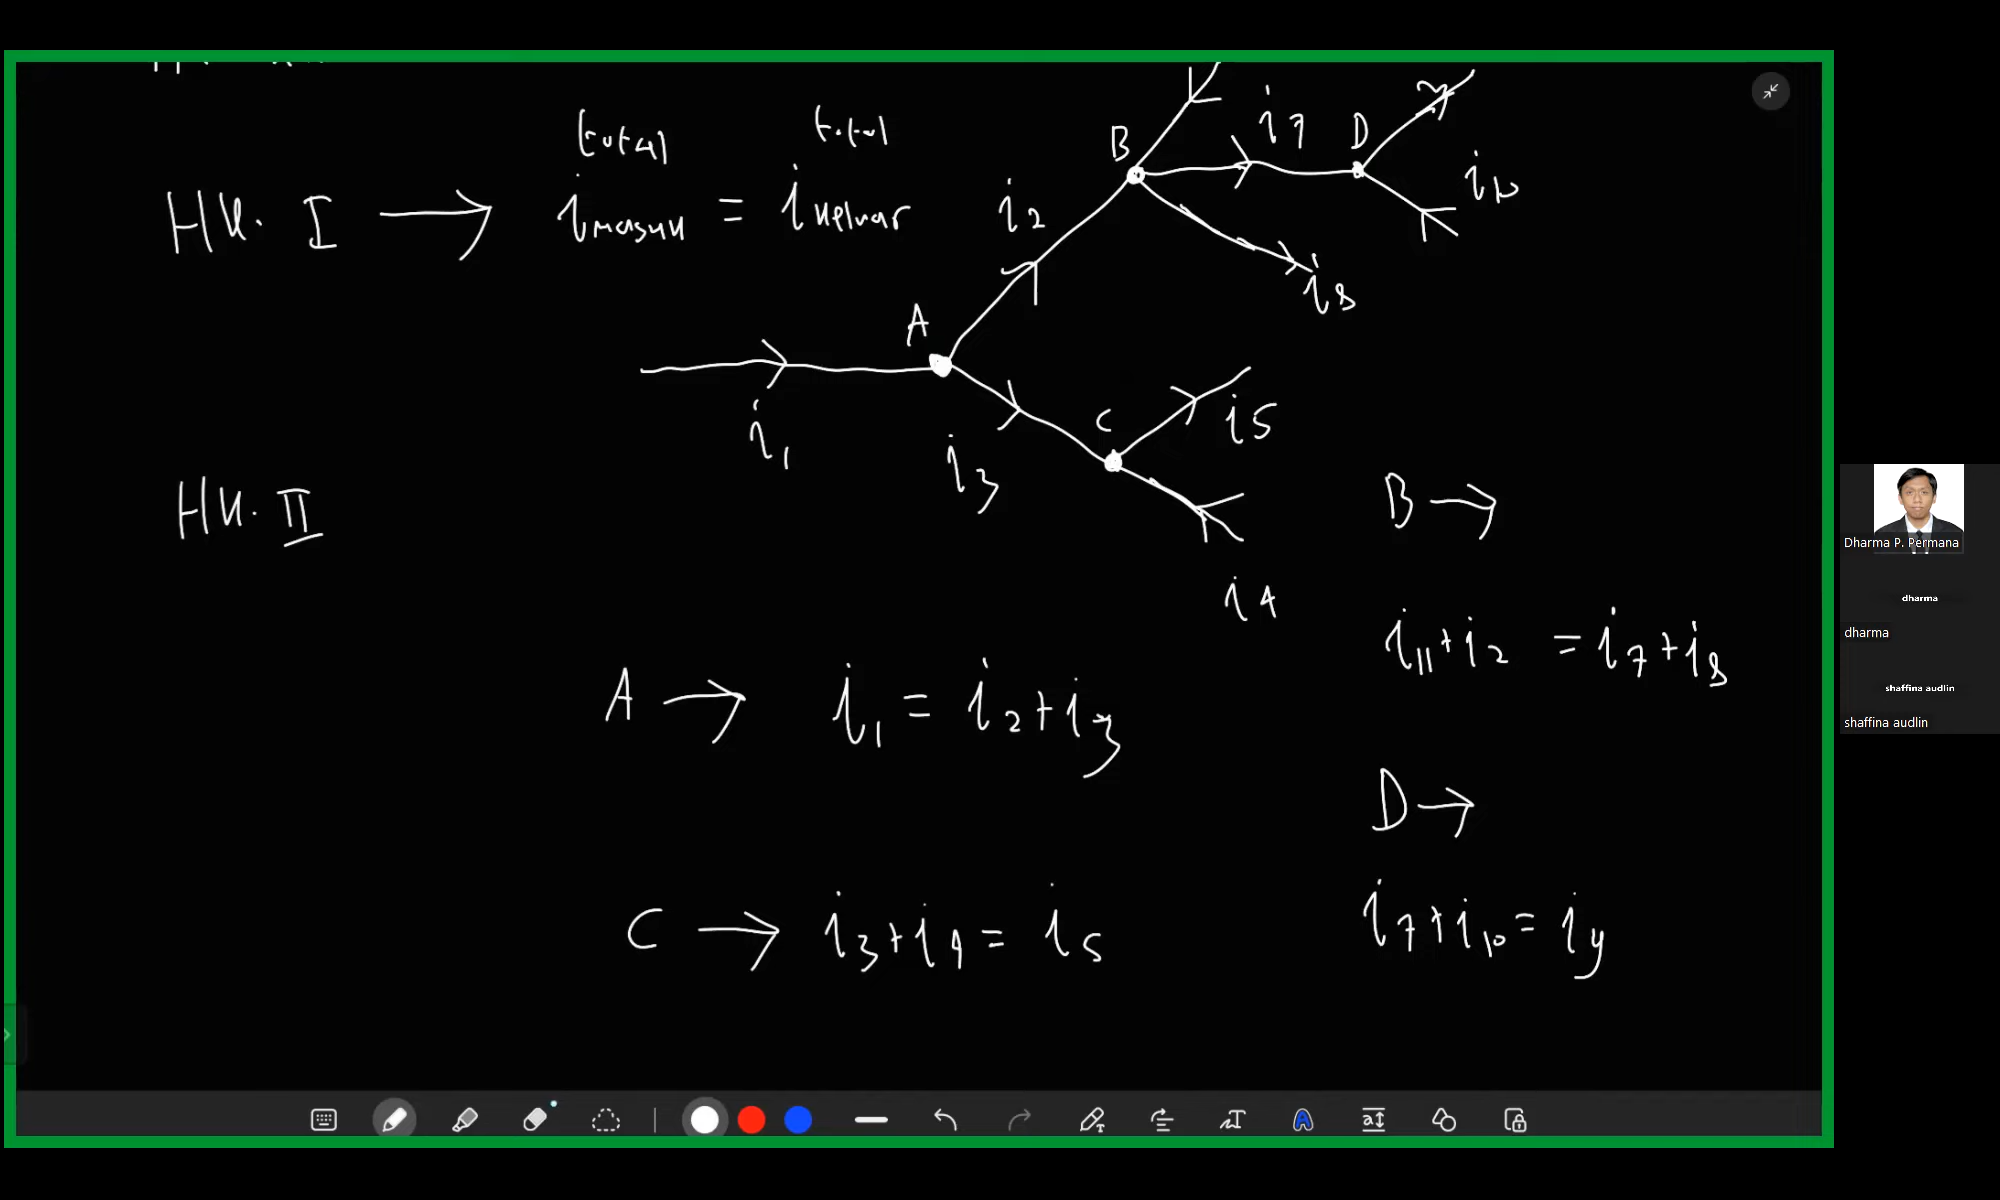 total total
HK. I → i masuk = i keluar
B
i7
D
i10
i2
i8
A
i1
i3
C
i5
i4
HK. II
A → i1 = i2 + i3
C → i3 + i4 = i5
B →
i11 + i2 = i7 + i8
D →
i7 + i10 = iy
Dharma P. Permana
dharma
dharma
shaffina audlin
shaffina audlin